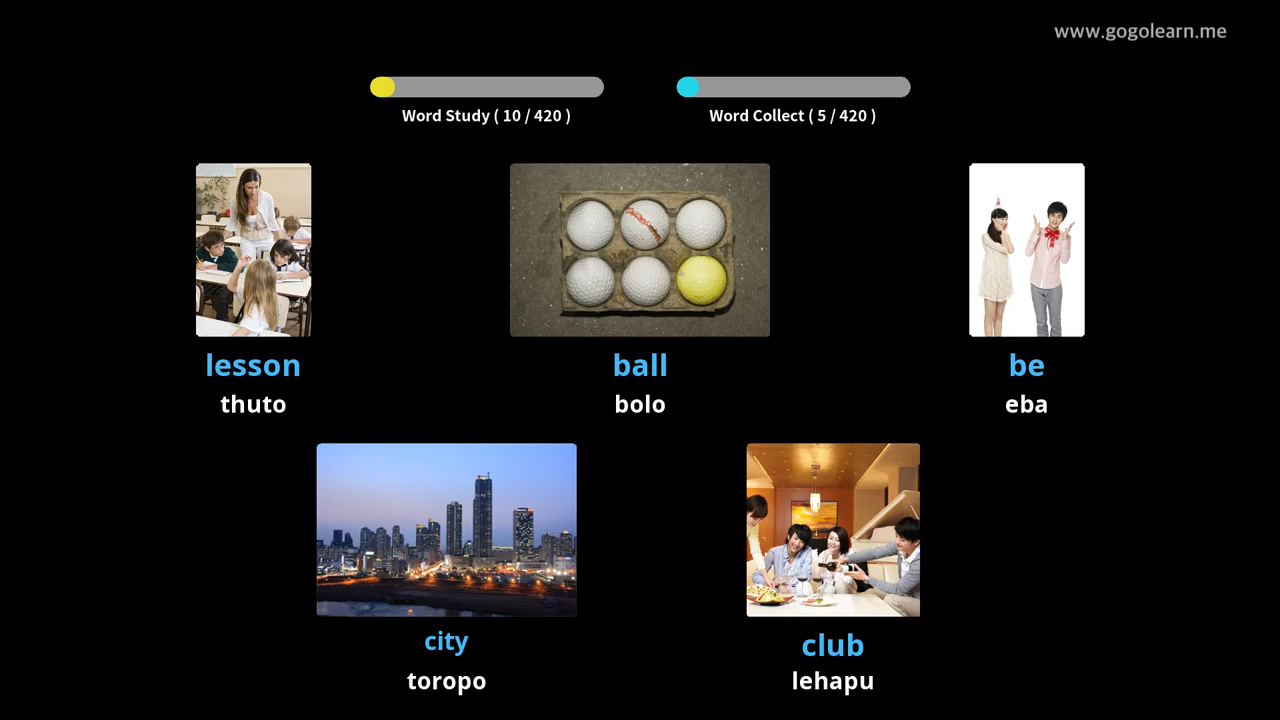 www.gogolearn.me
Word Study ( 10 / 420 )
Word Collect ( 5 / 420 )
lesson
thuto
ball
bolo
be
eba
city
toropo
club
lehapu